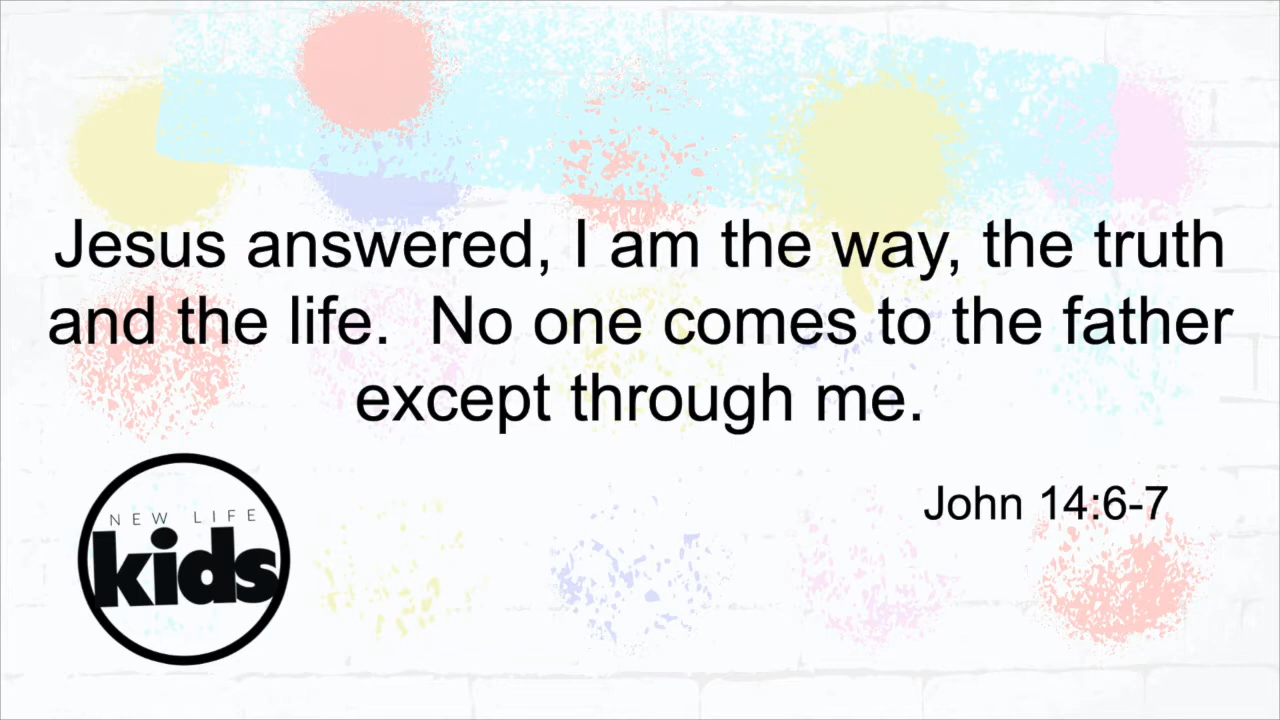 Jesus answered, I am the way, the truth
and the life.  No one comes to the father
except through me.
John 14:6-7
NEW LIFE
kids